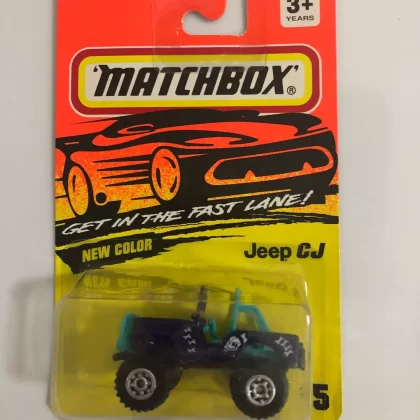 3+
YEARS
'MATCHBOX'®
GET IN THE FAST LANE!
NEW COLOR
Jeep CJ
5